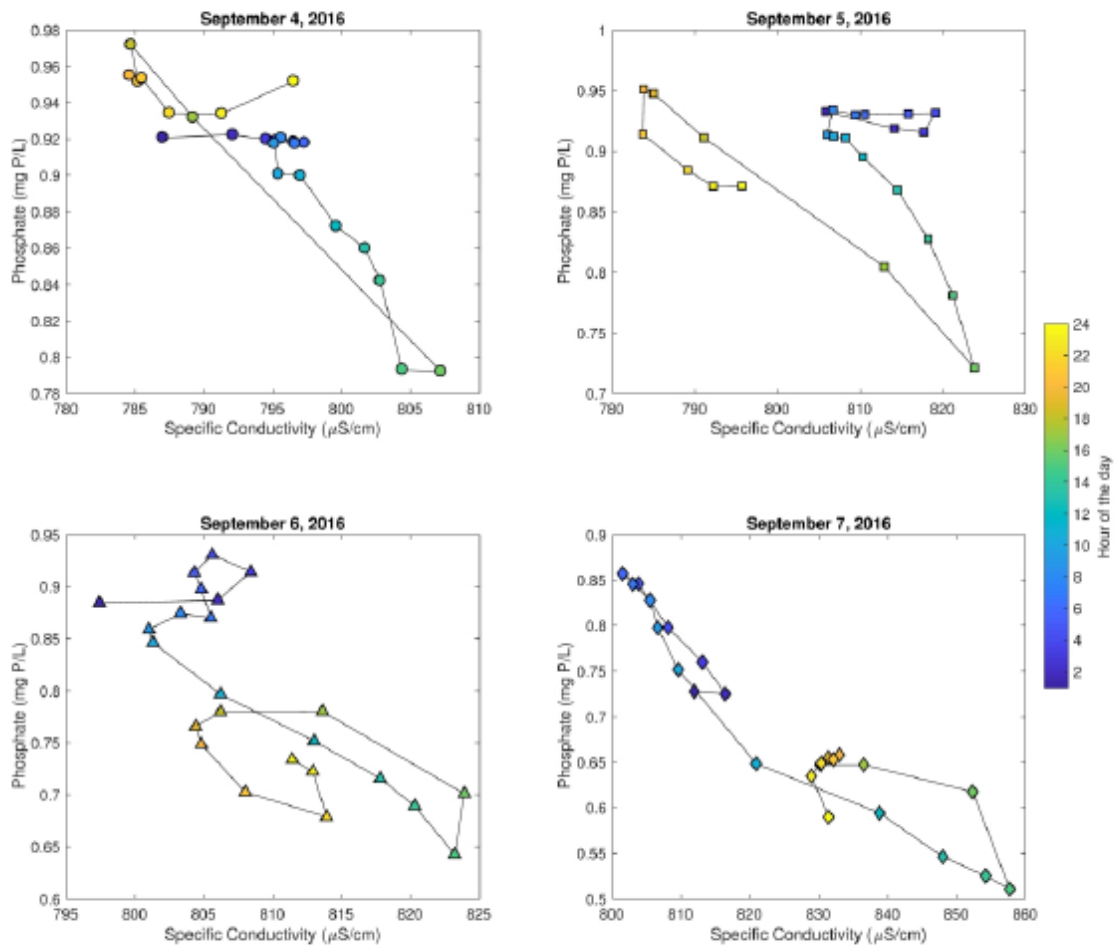 September 4, 2016
0.98
0.96
0.94
0.92
0.9
0.88
0.86
0.84
0.82
0.8
0.78
Phosphate (mg P/L)
780 785 790 795 800 805 810
Specific Conductivity (μS/cm)
September 5, 2016
1
0.95
0.9
0.85
0.8
0.75
0.7
Phosphate (mg P/L)
780 790 800 810 820 830
Specific Conductivity (μS/cm)
September 6, 2016
0.95
0.9
0.85
0.8
0.75
0.7
0.65
0.6
Phosphate (mg P/L)
795 800 805 810 815 820 825
Specific Conductivity (μS/cm)
September 7, 2016
0.9
0.85
0.8
0.75
0.7
0.65
0.6
0.55
0.5
Phosphate (mg P/L)
800 810 820 830 840 850 860
Specific Conductivity (μS/cm)
24
22
20
18
16
14
12
10
8
6
4
2
Hour of the day